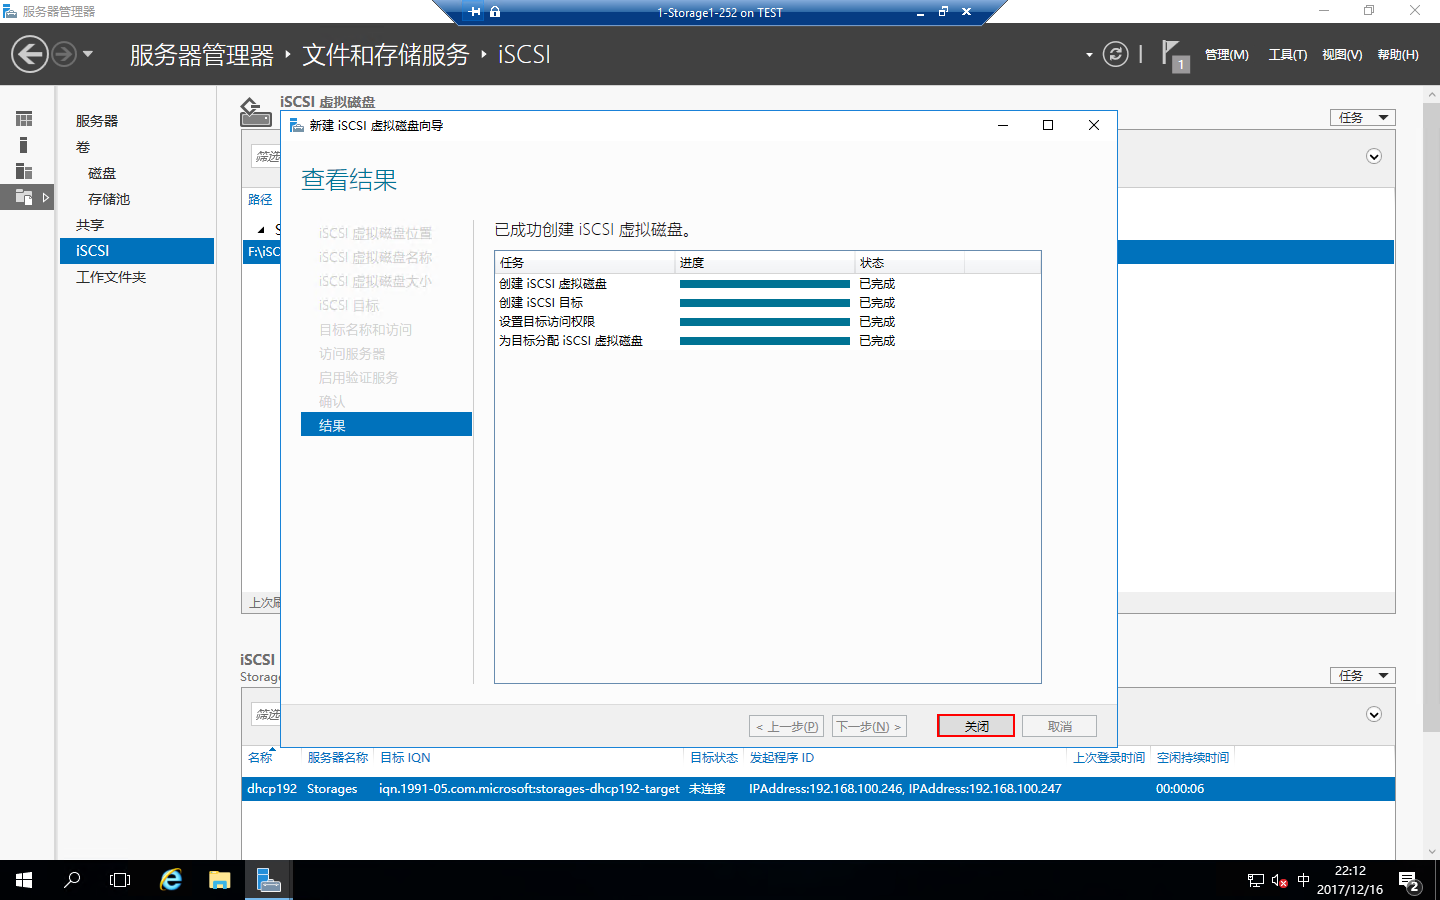 服务器管理器
1-Storage1-252 on TEST
服务器管理器 ‣ 文件和存储服务 ‣ iSCSI
1
管理(M) 工具(T) 视图(V) 帮助(H)
服务器
卷
磁盘
存储池
共享
iSCSI
工作文件夹
iSCSI 虚拟磁盘
任务
筛选
路径
F:\iSC
新建 iSCSI 虚拟磁盘向导
查看结果
iSCSI 虚拟磁盘位置
iSCSI 虚拟磁盘名称
iSCSI 虚拟磁盘大小
iSCSI 目标
目标名称和访问
访问服务器
启用验证服务
确认
结果
已成功创建 iSCSI 虚拟磁盘。
任务 进度 状态
创建 iSCSI 虚拟磁盘 已完成
创建 iSCSI 目标 已完成
设置目标访问权限 已完成
为目标分配 iSCSI 虚拟磁盘 已完成
< 上一步(P) 下一步(N) > 关闭 取消
上次刷
iSCSI
Storage
任务
筛选
名称 服务器名称 目标 IQN 目标状态 发起程序 ID 上次登录时间 空闲持续时间
dhcp192 Storages iqn.1991-05.com.microsoft:storages-dhcp192-target 未连接 IPAddress:192.168.100.246, IPAddress:192.168.100.247 00:00:06
中
22:12
2017/12/16
2